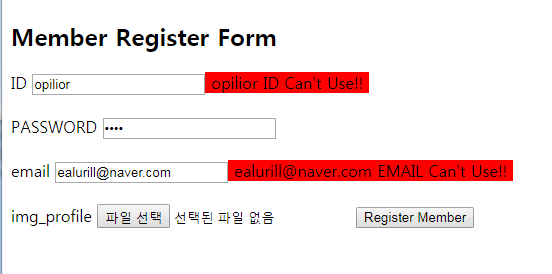 Member Register Form
ID opilior opilior ID Can't Use!!
PASSWORD ••••
email ealurill@naver.com ealurill@naver.com EMAIL Can't Use!!
img_profile 파일 선택 선택된 파일 없음 Register Member